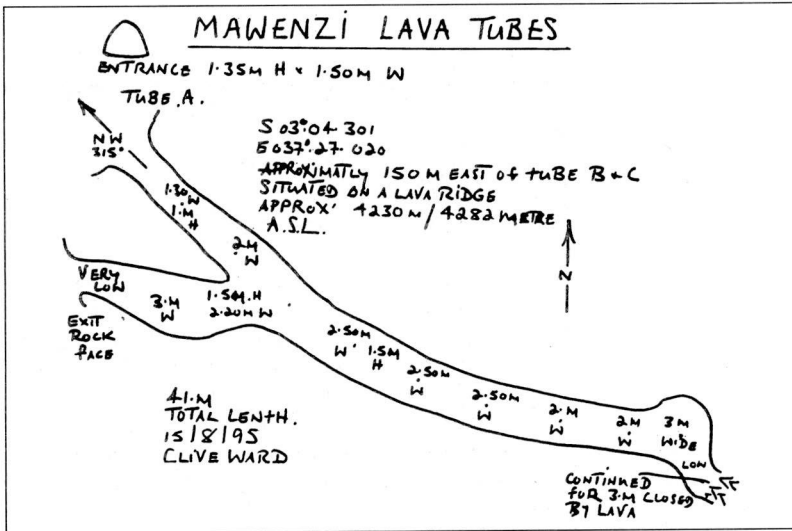 MAWENZI LAVA TUBES
ENTRANCE 1.35M H x 1.50M W
TUBE A.
NW
315°
S 03°.04.301
E037°.27.020
APPROXIMATLY 150M EAST OF TUBE B & C
SITUATED ON A LAVA RIDGE
APPROX' 4230M/4282 METRE
A.S.L.
1.30 W
1.M
H
2M
W
N
VERY
LOW
3.M
W
1.5M.H
2.20M W
EXIT
ROCK
FACE
2.50M
W
1.5M
H
2.50M
W
2.50M
W
2.M
W
2M
W
3M
WIDE
LOW
41.M
TOTAL LENTH.
15/8/95
CLIVE WARD
CONTINUED
FOR 3.M CLOSED
BY LAVA